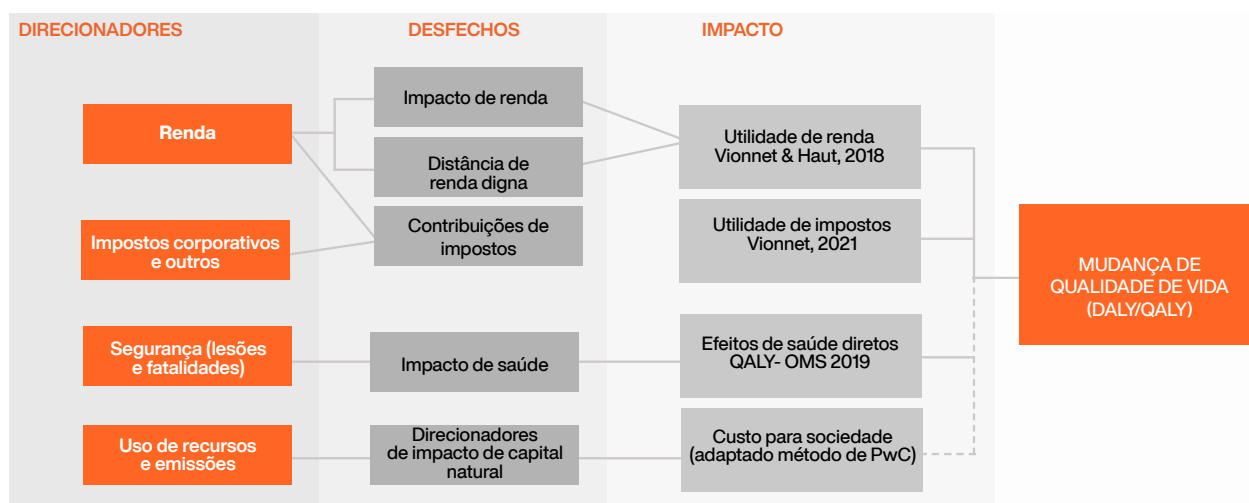 DIRECIONADORES
DESFECHOS
IMPACTO
Renda
Impostos corporativos
e outros
Segurança (lesões
e fatalidades)
Uso de recursos
e emissões
Impacto de renda
Distância de
renda digna
Contribuições de
impostos
Impacto de saúde
Direcionadores
de impacto de capital
natural
Utilidade de renda
Vionnet & Haut, 2018
Utilidade de impostos
Vionnet, 2021
Efeitos de saúde diretos
QALY- OMS 2019
Custo para sociedade
(adaptado método de PwC)
MUDANÇA DE
QUALIDADE DE VIDA
(DALY/QALY)